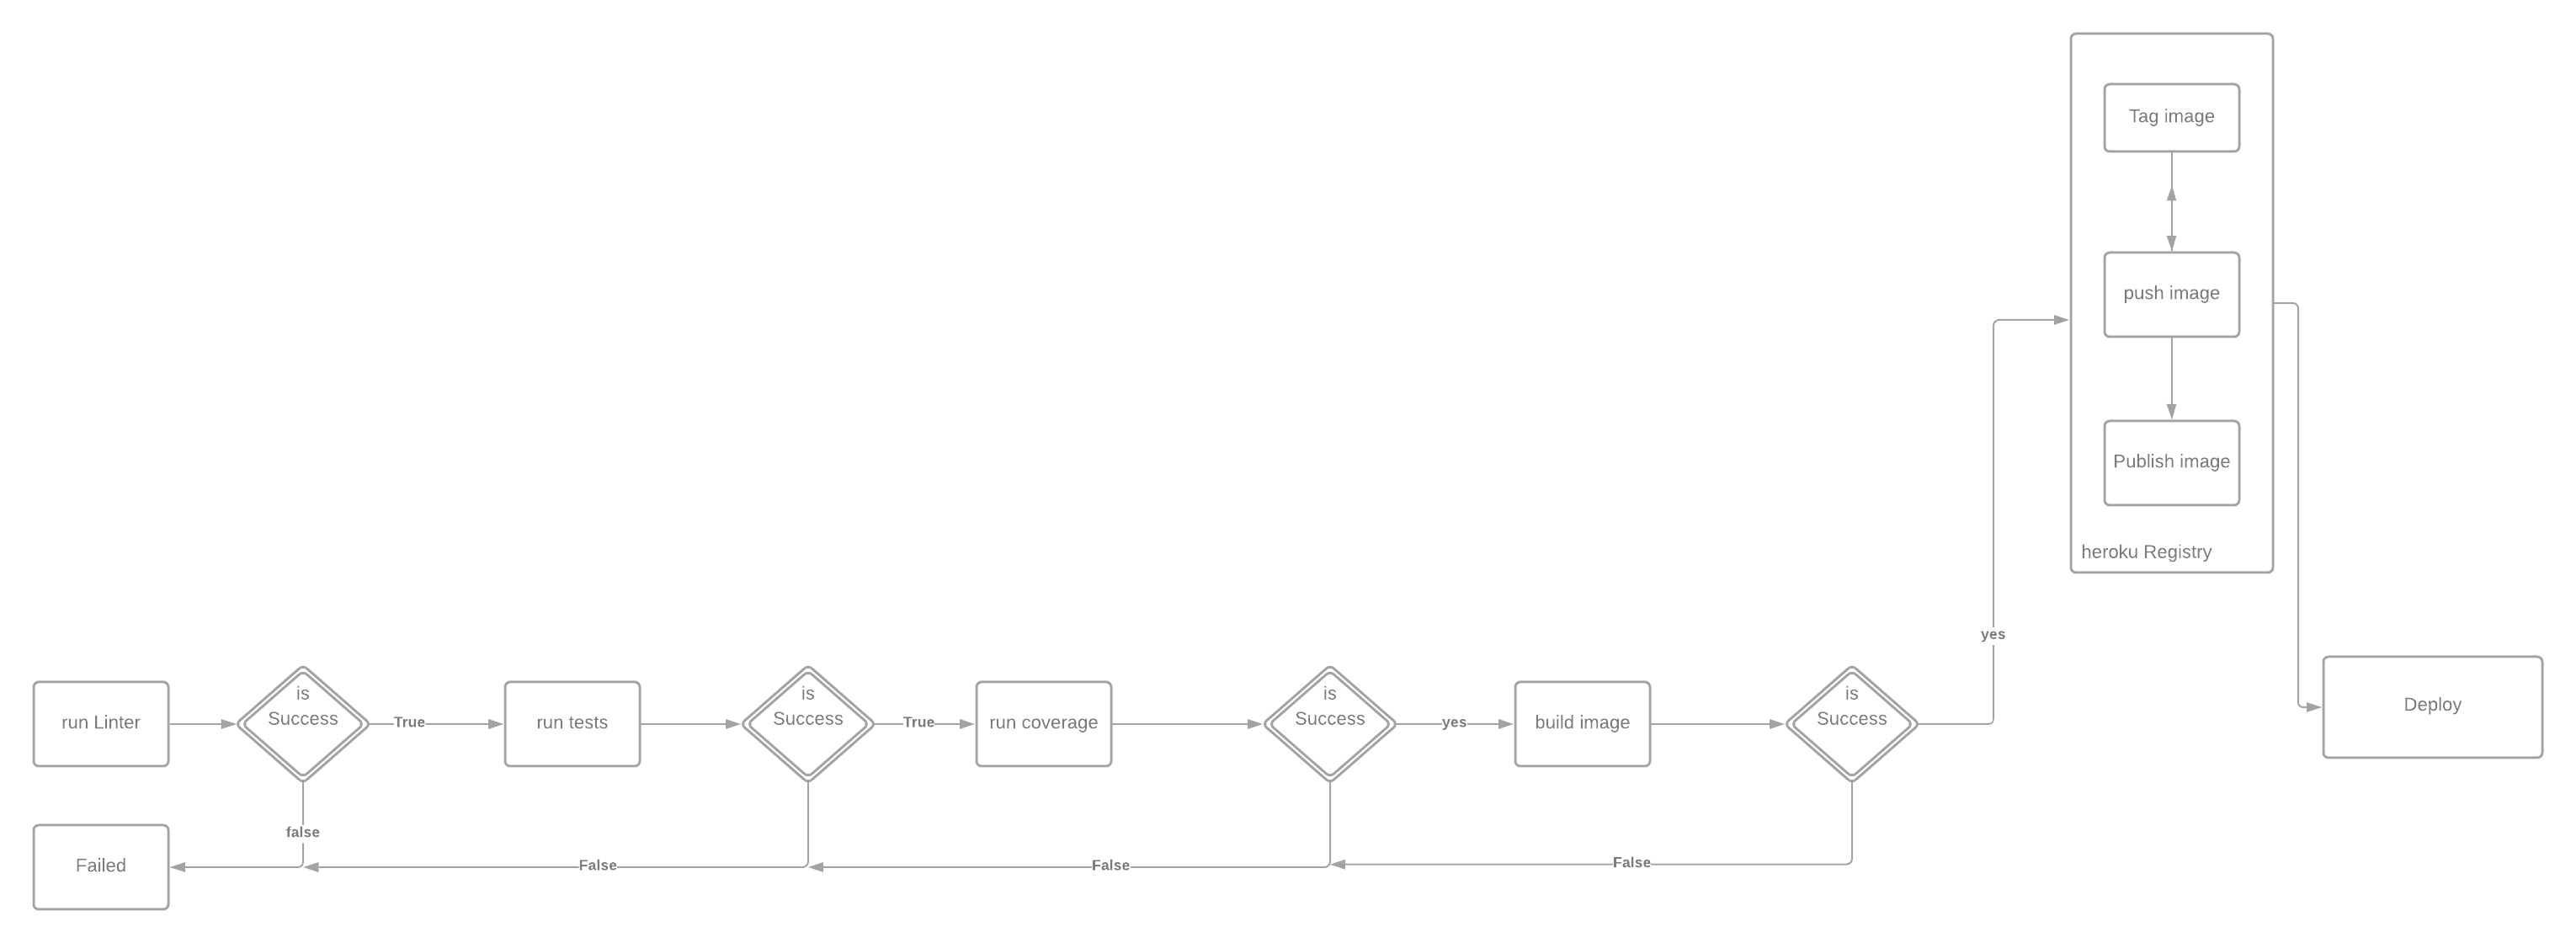 Tag image
push image
Publish image
heroku Registry
yes
run Linter
is
Success
True
run tests
is
Success
True
run coverage
is
Success
yes
build image
is
Success
Deploy
false
Failed
False
False
False